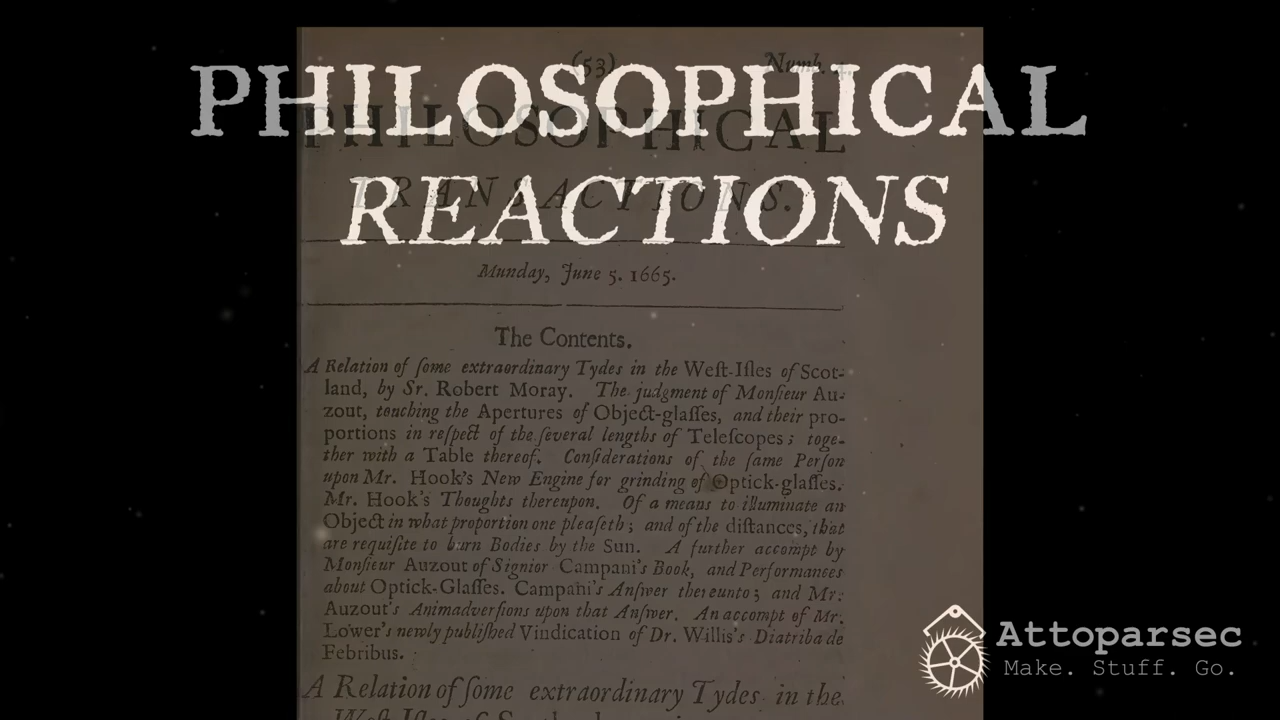 (53)
Numb. 4.
PHILOSOPHICAL
REACTIONS
PHILOSOPHICAL
TRANSACTIONS.
Munday, June 5. 1665.
The Contents.
A Relation of ſome extraordinary Tydes in the Weſt-Iſles of Scot-
land, by Sr. Robert Moray. The judgment of Monſieur Au-
zout, touching the Apertures of Object-glaſſes, and their pro-
portions in reſpect of the ſeveral lengths of Teleſcopes; toge-
ther with a Table thereof. Conſiderations of the ſame Perſon
upon Mr. Hook's New Engine for grinding of Optick-glaſſes.
Mr. Hook's Thoughts thereupon. Of a means to illuminate an
Object in what proportion one pleaſeth; and of the diſtances, that
are requiſite to burn Bodies by the Sun. A further accompt by
Monſieur Auzout of Signior Campani's Book, and Performances
about Optick-Glaſſes. Campani's Anſwer thereunto; and Mr.
Auzout's Animadverſions upon that Anſwer. An accompt of Mr.
Lower's newly publiſhed Vindication of Dr. Willis's Diatriba de
Febribus.
A Relation of ſome extraordinary Tydes in the
Attoparsec
Make. Stuff. Go.